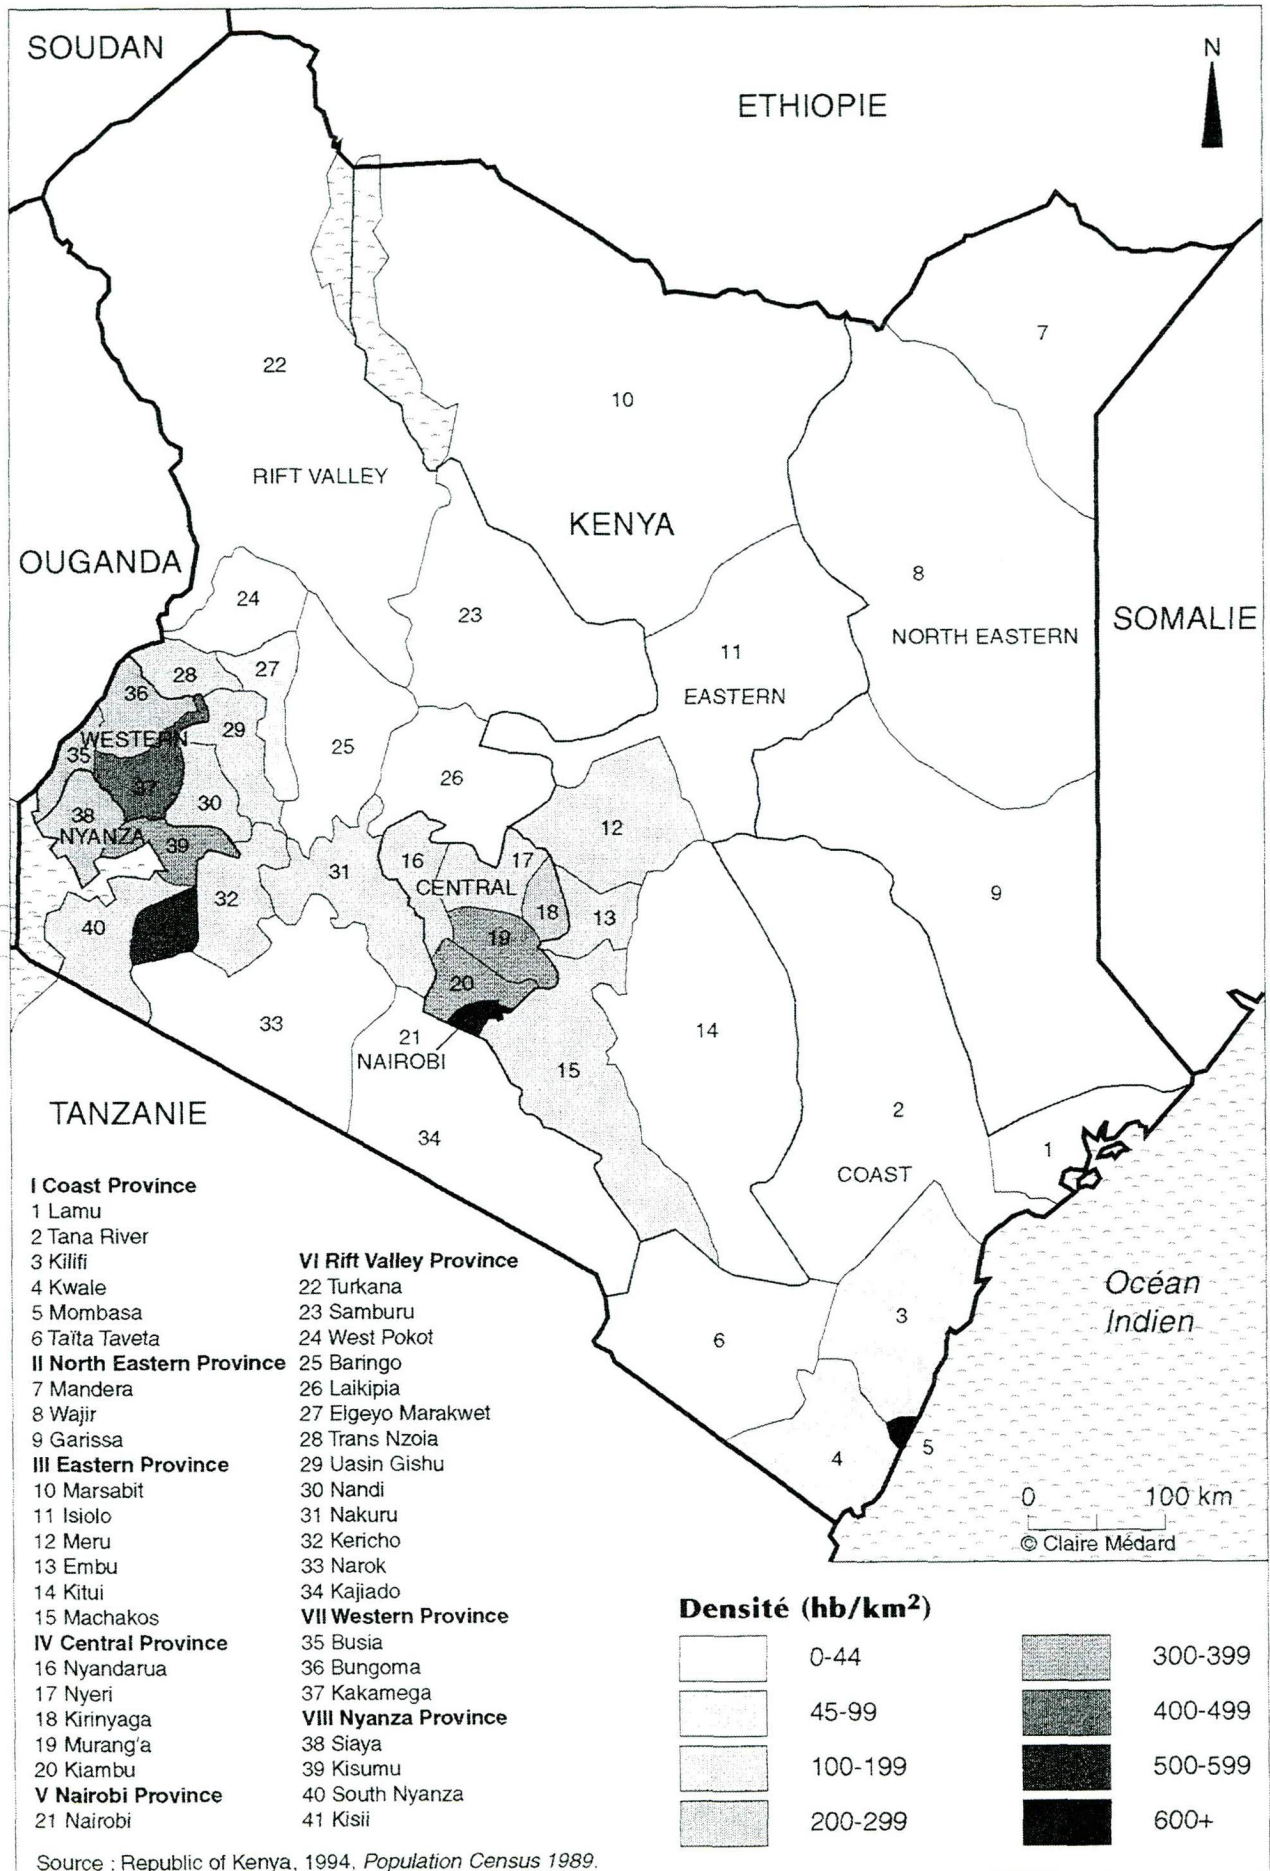 SOUDAN
N
ETHIOPIE
7
22
10
RIFT VALLEY
KENYA
OUGANDA
8
24
23
SOMALIE
NORTH EASTERN
11
27
28
EASTERN
36
29
WESTERN
25
35
26
37
30
38
12
NYANZA
39
16
17
31
CENTRAL
9
32
18
13
40
19
20
33
14
21
NAIROBI
15
TANZANIE
2
34
1
COAST
Océan
Indien
3
6
5
4
0 100 km
© Claire Médard
I Coast Province
1 Lamu
2 Tana River
3 Kilifi
4 Kwale
5 Mombasa
6 Taïta Taveta
II North Eastern Province
7 Mandera
8 Wajir
9 Garissa
III Eastern Province
10 Marsabit
11 Isiolo
12 Meru
13 Embu
14 Kitui
15 Machakos
IV Central Province
16 Nyandarua
17 Nyeri
18 Kirinyaga
19 Murang'a
20 Kiambu
V Nairobi Province
21 Nairobi
VI Rift Valley Province
22 Turkana
23 Samburu
24 West Pokot
25 Baringo
26 Laikipia
27 Elgeyo Marakwet
28 Trans Nzoia
29 Uasin Gishu
30 Nandi
31 Nakuru
32 Kericho
33 Narok
34 Kajiado
VII Western Province
35 Busia
36 Bungoma
37 Kakamega
VIII Nyanza Province
38 Siaya
39 Kisumu
40 South Nyanza
41 Kisii
Densité (hb/km²)
0-44
45-99
100-199
200-299
300-399
400-499
500-599
600+
Source : Republic of Kenya, 1994, Population Census 1989.